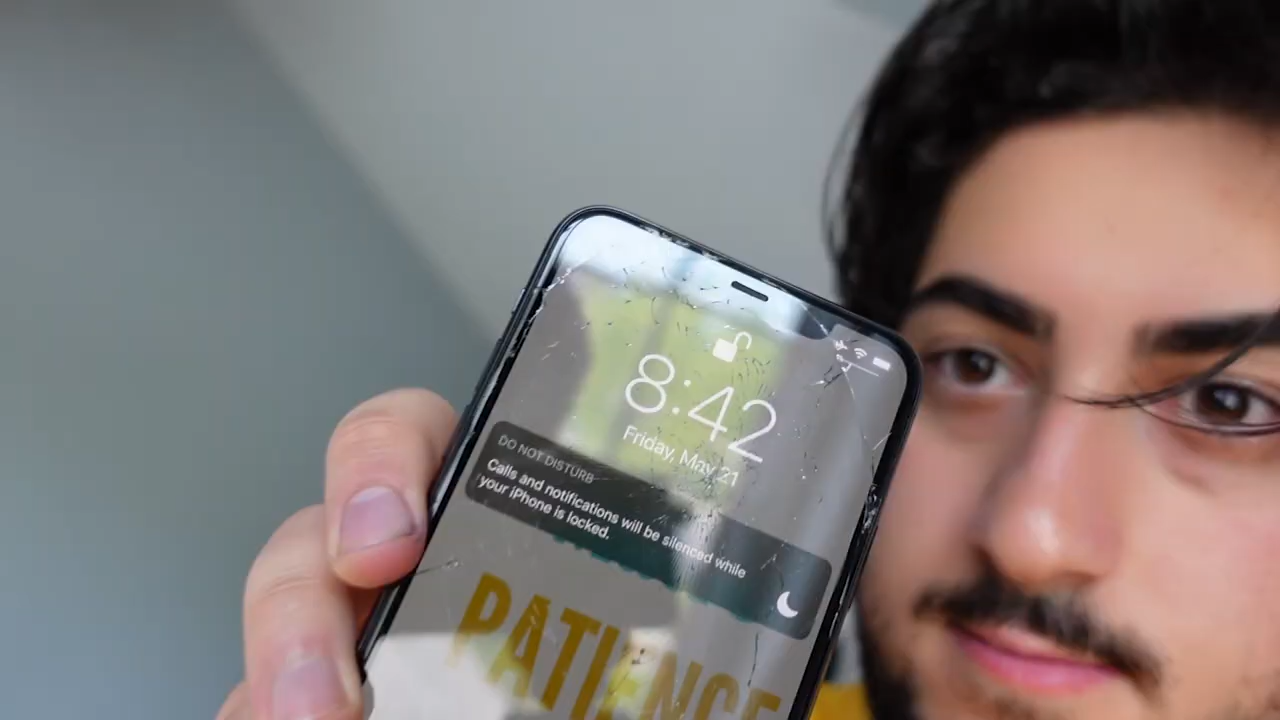 8:42
Friday, May 21
DO NOT DISTURB
Calls and notifications will be silenced while
your iPhone is locked.
PATIENCE